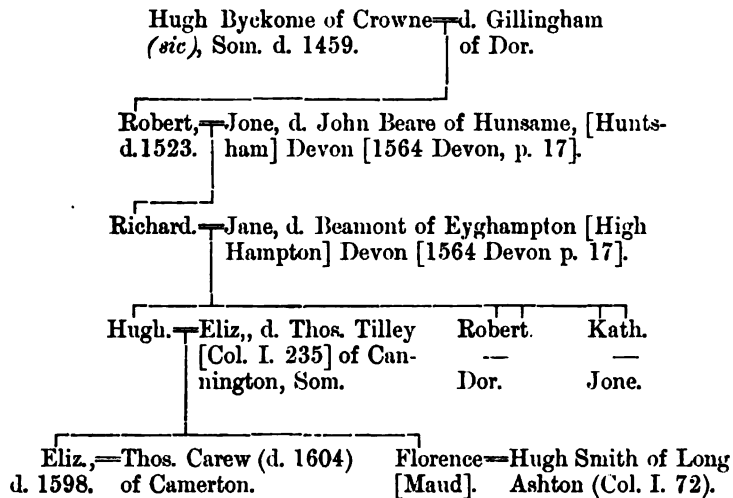 Hugh Byckome of Crowne═d. Gillingham
(sic), Som. d. 1459. of Dor.
Robert,═Jone, d. John Beare of Hunsame, [Hunts-
d.1523. ham] Devon [1564 Devon, p. 17].
Richard.═Jane, d. Beamont of Eyghampton [High
Hampton] Devon [1564 Devon p. 17].
Hugh.═Eliz,, d. Thos. Tilley Robert. Kath.
[Col. I. 235] of Can- — —
nington, Som. Dor. Jone.
Eliz.,═Thos. Carew (d. 1604) Florence═Hugh Smith of Long
d. 1598. of Camerton. [Maud]. Ashton (Col. I. 72).